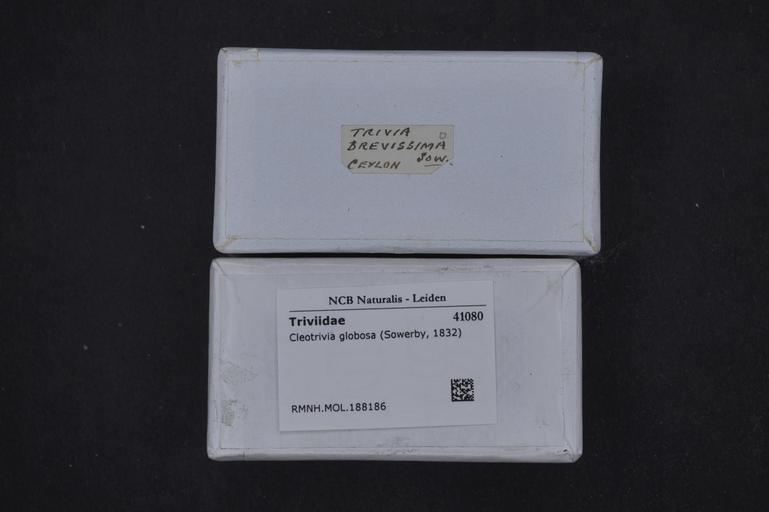 TRIVIA
BREVISSIMA
SOW.
CEYLON
NCB Naturalis - Leiden
Triviidae 41080
Cleotrivia globosa (Sowerby, 1832)
RMNH.MOL.188186